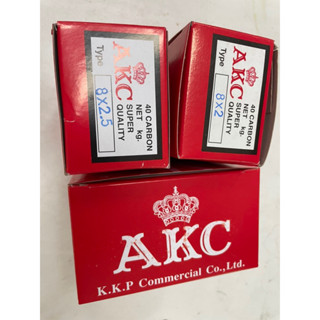 AKC
40 CARBON
NET kg.
SUPER
QUALITY
Type
8X2.5
AKC
40 CARBON
NET kg.
SUPER
QUALITY
Type
8X2
AKC
K.K.P Commercial Co.,Ltd.